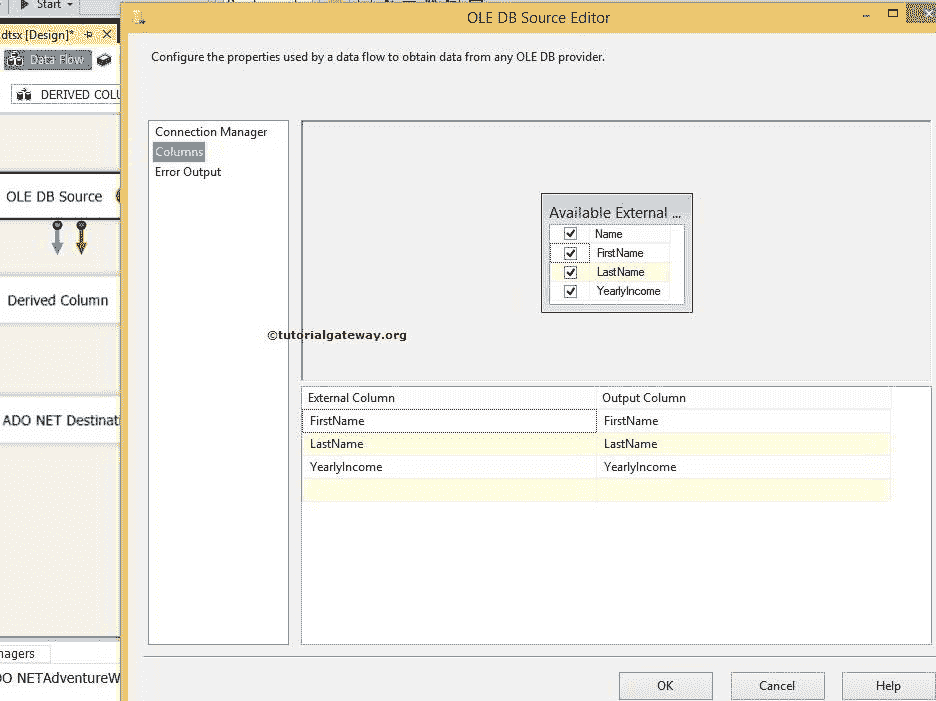 Start
OLE DB Source Editor
dtsx [Design]*
Configure the properties used by a data flow to obtain data from any OLE DB provider.
Data Flow
DERIVED COLU
Connection Manager
Columns
Error Output
OLE DB Source
Available External ...
Name
FirstName
LastName
YearlyIncome
Derived Column
©tutorialgateway.org
External Column Output Column
FirstName FirstName
LastName LastName
YearlyIncome YearlyIncome
ADO NET Destinati
nagers
DO NETAdventureW
OK Cancel Help